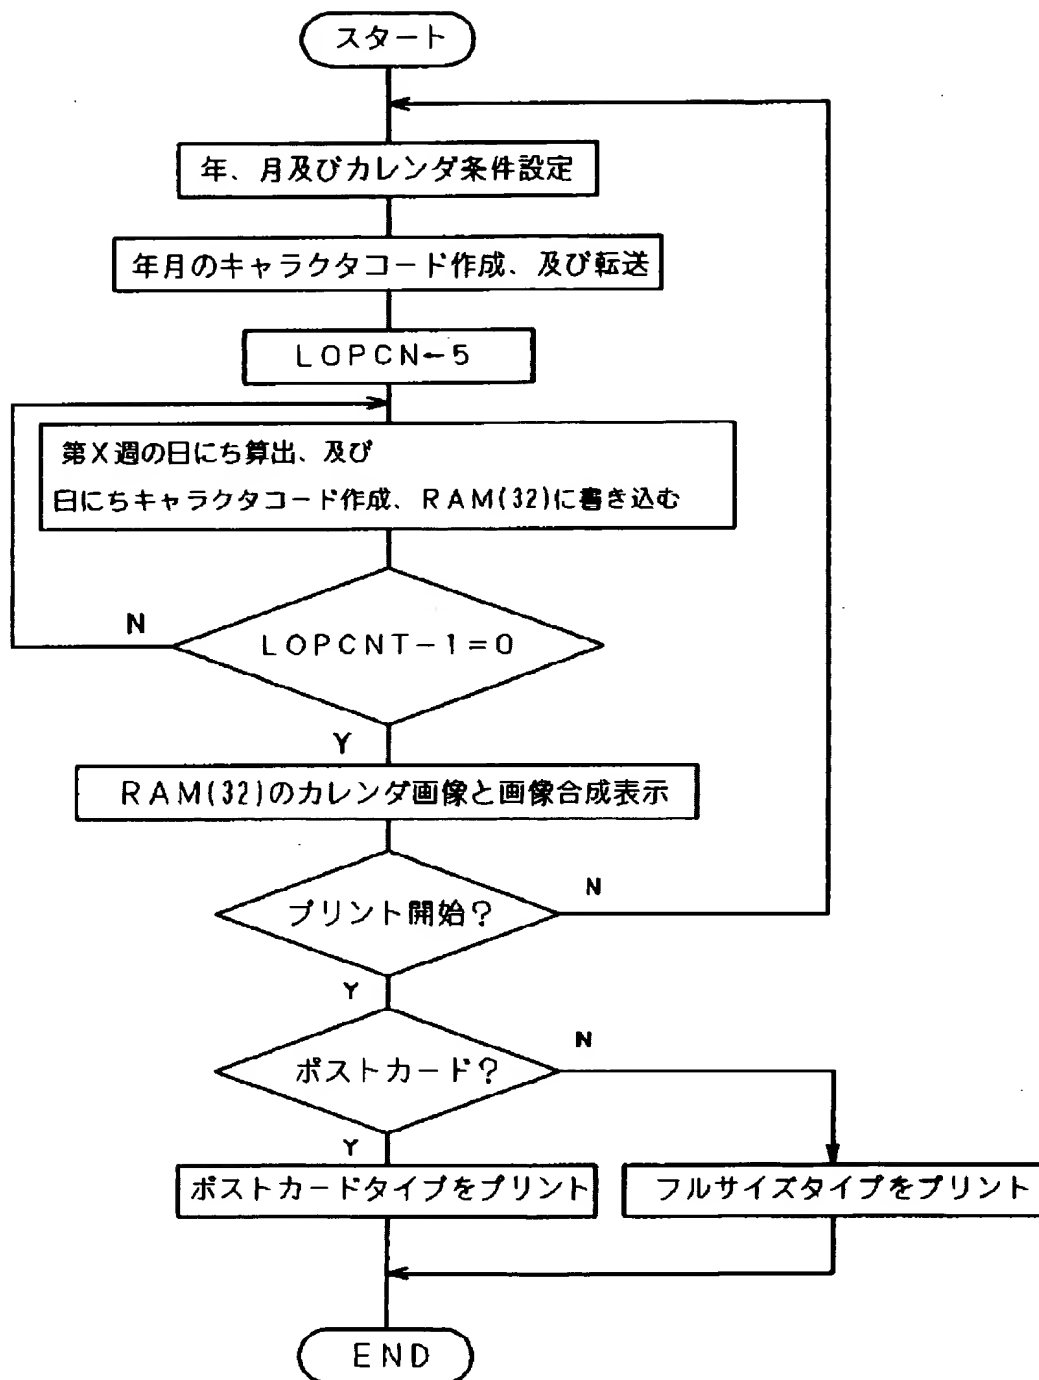 スタート
年、月及びカレンダ条件設定
年月のキャラクタコード作成、及び転送
LOPCN←5
第X週の日にち算出、及び
日にちキャラクタコード作成、RAM(32)に書き込む
N
LOPCNT-1=0
Y
RAM(32)のカレンダ画像と画像合成表示
N
プリント開始?
Y
N
ポストカード?
Y
ポストカードタイプをプリント
フルサイズタイプをプリント
END